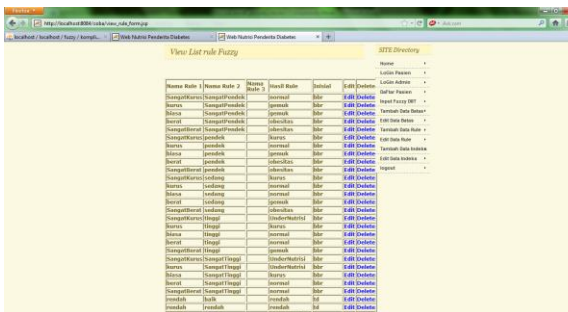 Firefox
http://localhost:8084/coba/view_rule_form.jsp
localhost / localhost / fuzzy / kompli... Web Nutrisi Penderita Diabetes Web Nutrisi Penderita Diabetes
View List rule Fuzzy
SITE Directory
Home
LoGin Pasien
LoGin Admin
Daftar Pasien
Input Fuzzy DBT
Tambah Data Batas
Edit Data Batas
Tambah Data Rule
Edit Data Rule
Tambah Data Indeks
Edit Data Indeks
logout
Nama Rule 1 Nama Rule 2 Nama Rule 3 Hasil Rule Inisial Edit Delete
SangatKurus SangatPendek normal bbr Edit Delete
kurus SangatPendek gemuk bbr Edit Delete
biasa SangatPendek gemuk bbr Edit Delete
berat SangatPendek obesitas bbr Edit Delete
SangatBerat SangatPendek obesitas bbr Edit Delete
SangatKurus pendek kurus bbr Edit Delete
kurus pendek normal bbr Edit Delete
biasa pendek gemuk bbr Edit Delete
berat pendek obesitas bbr Edit Delete
SangatBerat pendek obesitas bbr Edit Delete
SangatKurus sedang kurus bbr Edit Delete
kurus sedang normal bbr Edit Delete
biasa sedang normal bbr Edit Delete
berat sedang gemuk bbr Edit Delete
SangatBerat sedang obesitas bbr Edit Delete
SangatKurus tinggi UnderNutrisi bbr Edit Delete
kurus tinggi kurus bbr Edit Delete
biasa tinggi normal bbr Edit Delete
berat tinggi normal bbr Edit Delete
SangatBerat tinggi gemuk bbr Edit Delete
SangatKurus SangatTinggi UnderNutrisi bbr Edit Delete
kurus SangatTinggi UnderNutrisi bbr Edit Delete
biasa SangatTinggi kurus bbr Edit Delete
berat SangatTinggi normal bbr Edit Delete
SangatBerat SangatTinggi normal bbr Edit Delete
rendah baik rendah Edit Delete
rendah rendah rendah Edit Delete